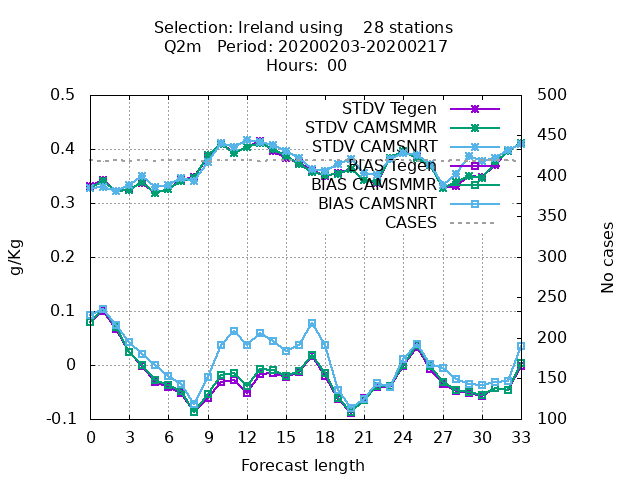 Selection: Ireland using    28 stations
Q2m   Period: 20200203-20200217
Hours: 00
0.5
0.4
0.3
0.2
0.1
0
-0.1
500
450
400
350
300
250
200
150
100
0 3 6 9 12 15 18 21 24 27 30 33
g/Kg
No cases
Forecast length
STDV Tegen
STDV CAMSMMR
STDV CAMSNRT
BIAS Tegen
BIAS CAMSMMR
BIAS CAMSNRT
CASES